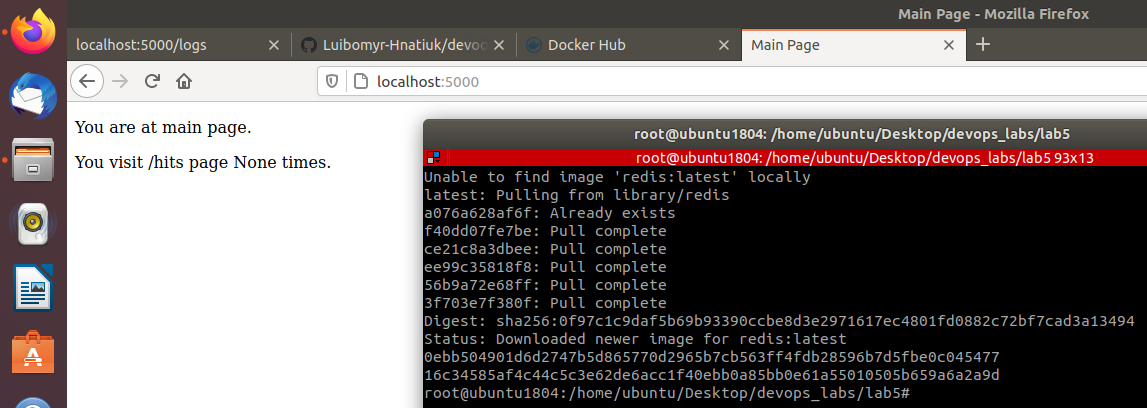 Main Page - Mozilla Firefox
localhost:5000/logs
Luibomyr-Hnatiuk/devo
Docker Hub
Main Page
localhost:5000
You are at main page.
You visit /hits page None times.
root@ubuntu1804: /home/ubuntu/Desktop/devops_labs/lab5
root@ubuntu1804: /home/ubuntu/Desktop/devops_labs/lab5 93x13
Unable to find image 'redis:latest' locally
latest: Pulling from library/redis
a076a628af6f: Already exists
f40dd07fe7be: Pull complete
ce21c8a3dbee: Pull complete
ee99c35818f8: Pull complete
56b9a72e68ff: Pull complete
3f703e7f380f: Pull complete
Digest: sha256:0f97c1c9daf5b69b93390ccbe8d3e2971617ec4801fd0882c72bf7cad3a13494
Status: Downloaded newer image for redis:latest
0ebb504901d6d2747b5d865770d2965b7cb563ff4fdb28596b7d5fbe0c045477
16c34585af4c44c5c3e62de6acc1f40ebb0a85bb0e61a55010505b659a6a2a9d
root@ubuntu1804:/home/ubuntu/Desktop/devops_labs/lab5#